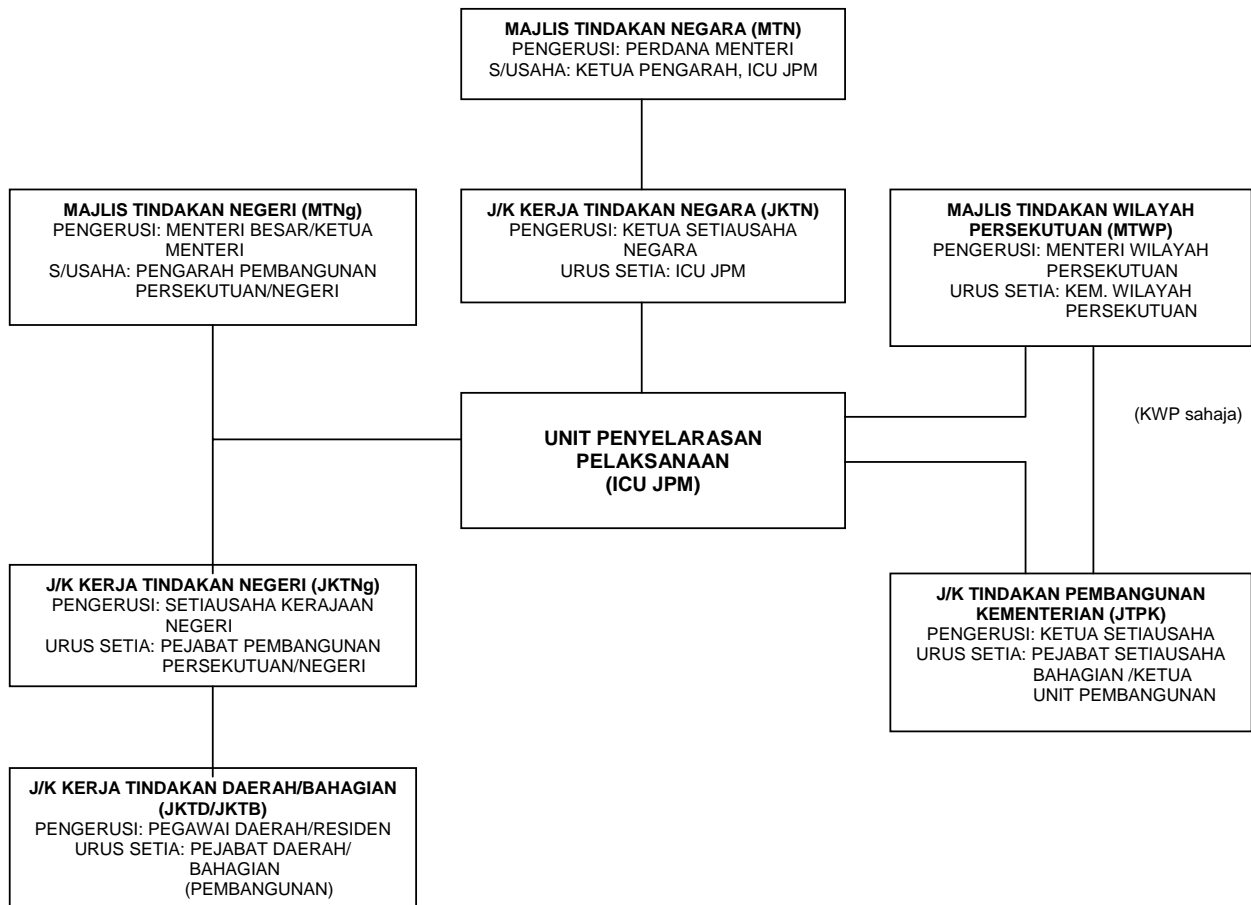 MAJLIS TINDAKAN NEGARA (MTN)
PENGERUSI: PERDANA MENTERI
S/USAHA: KETUA PENGARAH, ICU JPM
MAJLIS TINDAKAN NEGERI (MTNg)
PENGERUSI: MENTERI BESAR/KETUA
MENTERI
S/USAHA: PENGARAH PEMBANGUNAN
PERSEKUTUAN/NEGERI
J/K KERJA TINDAKAN NEGARA (JKTN)
PENGERUSI: KETUA SETIAUSAHA
NEGARA
URUS SETIA: ICU JPM
MAJLIS TINDAKAN WILAYAH
PERSEKUTUAN (MTWP)
PENGERUSI: MENTERI WILAYAH
PERSEKUTUAN
URUS SETIA: KEM. WILAYAH
PERSEKUTUAN
UNIT PENYELARASAN
PELAKSANAAN
(ICU JPM)
(KWP sahaja)
J/K KERJA TINDAKAN NEGERI (JKTNg)
PENGERUSI: SETIAUSAHA KERAJAAN
NEGERI
URUS SETIA: PEJABAT PEMBANGUNAN
PERSEKUTUAN/NEGERI
J/K TINDAKAN PEMBANGUNAN
KEMENTERIAN (JTPK)
PENGERUSI: KETUA SETIAUSAHA
URUS SETIA: PEJABAT SETIAUSAHA
BAHAGIAN /KETUA
UNIT PEMBANGUNAN
J/K KERJA TINDAKAN DAERAH/BAHAGIAN
(JKTD/JKTB)
PENGERUSI: PEGAWAI DAERAH/RESIDEN
URUS SETIA: PEJABAT DAERAH/
BAHAGIAN
(PEMBANGUNAN)